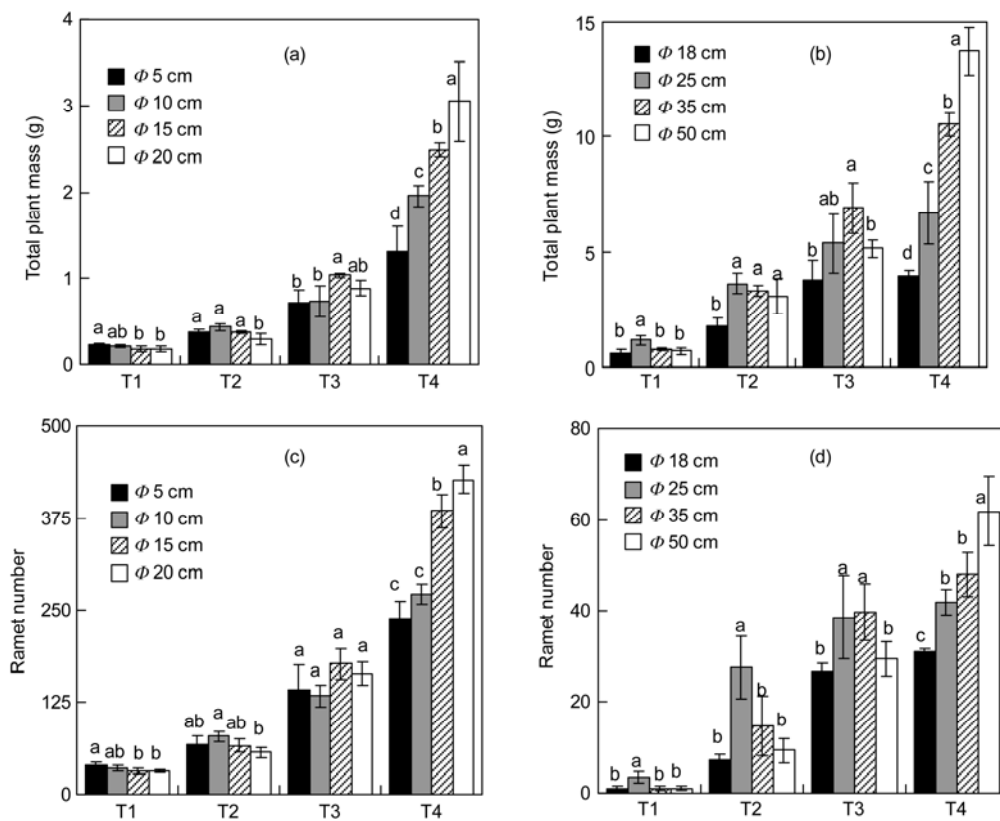 (a)
Total plant mass (g)
4
3
2
1
0
Φ 5 cm
Φ 10 cm
Φ 15 cm
Φ 20 cm
a ab b b
a a a b
b b a ab
d c b a
T1 T2 T3 T4
(b)
Total plant mass (g)
15
10
5
0
Φ 18 cm
Φ 25 cm
Φ 35 cm
Φ 50 cm
b a b b
b a a a
b ab a b
d c b a
T1 T2 T3 T4
(c)
Ramet number
500
375
250
125
0
Φ 5 cm
Φ 10 cm
Φ 15 cm
Φ 20 cm
a ab b b
ab a ab b
a a a a
c c b a
T1 T2 T3 T4
(d)
Ramet number
80
60
40
20
0
Φ 18 cm
Φ 25 cm
Φ 35 cm
Φ 50 cm
b a b b
b a b b
b a a b
c b b a
T1 T2 T3 T4